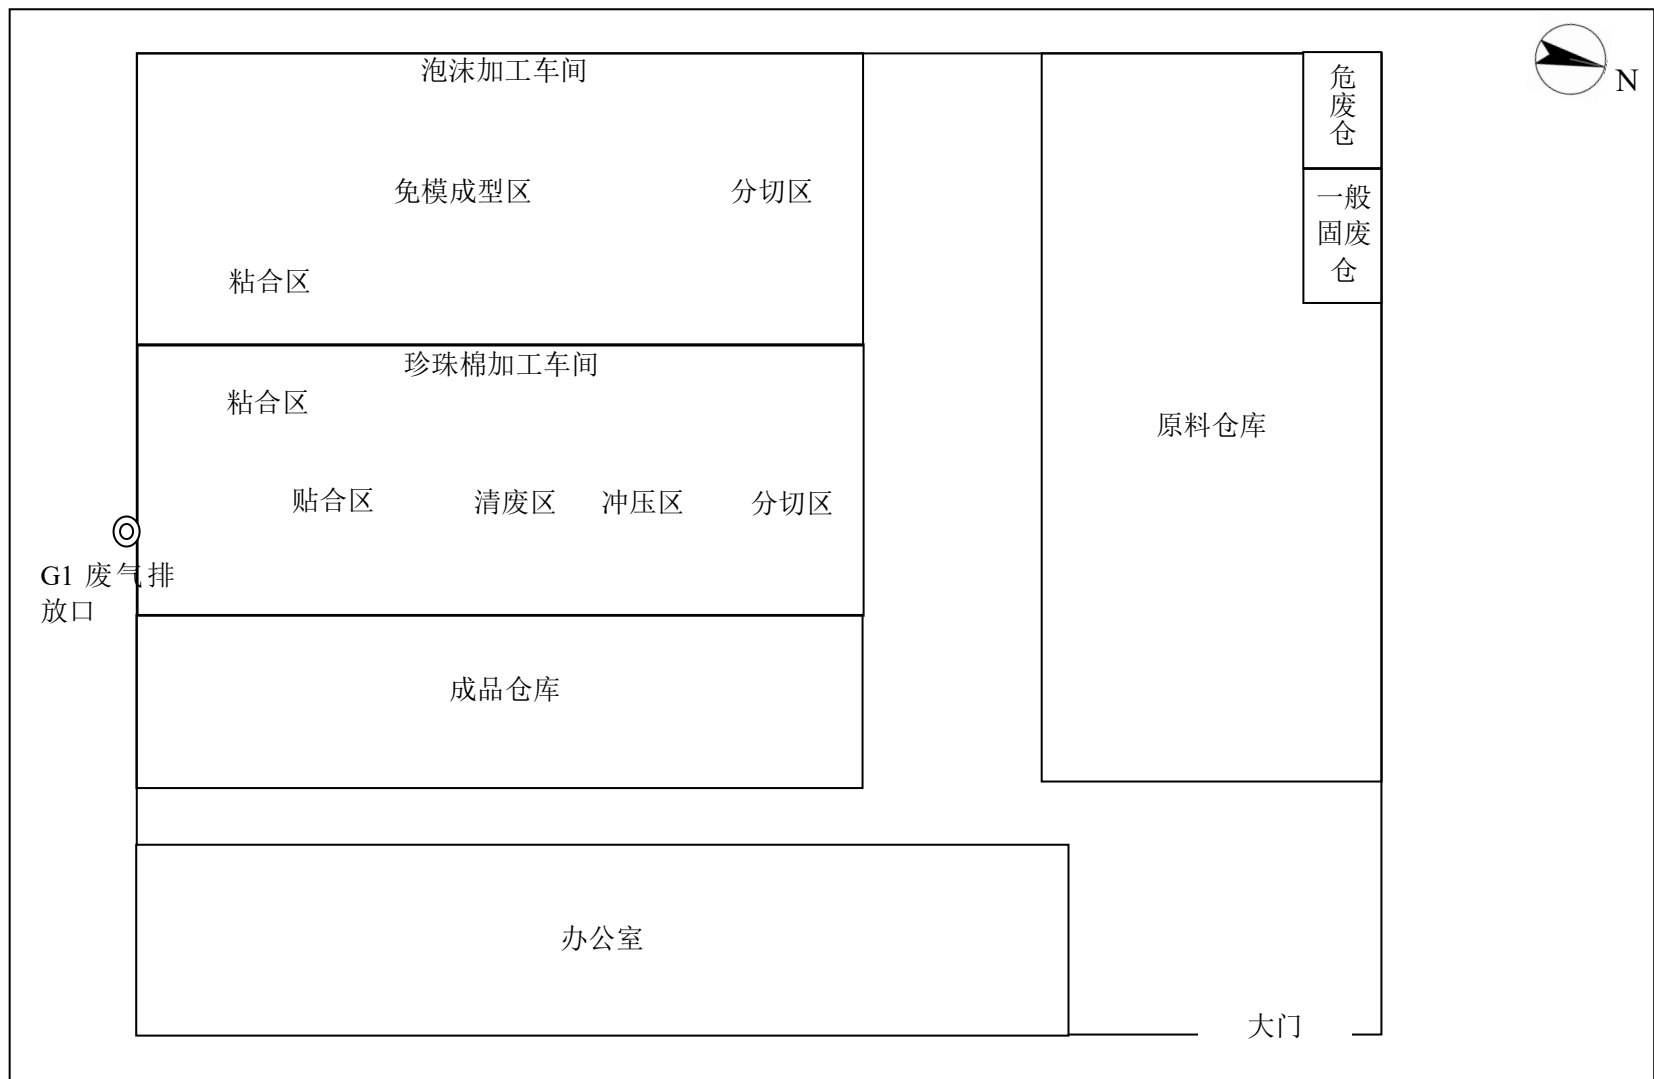 泡沫加工车间
N
危
废
仓
免模成型区
分切区
一般
固废
仓
粘合区
珍珠棉加工车间
粘合区
原料仓库
贴合区
清废区
冲压区
分切区
G1 废气排
放口
成品仓库
办公室
大门